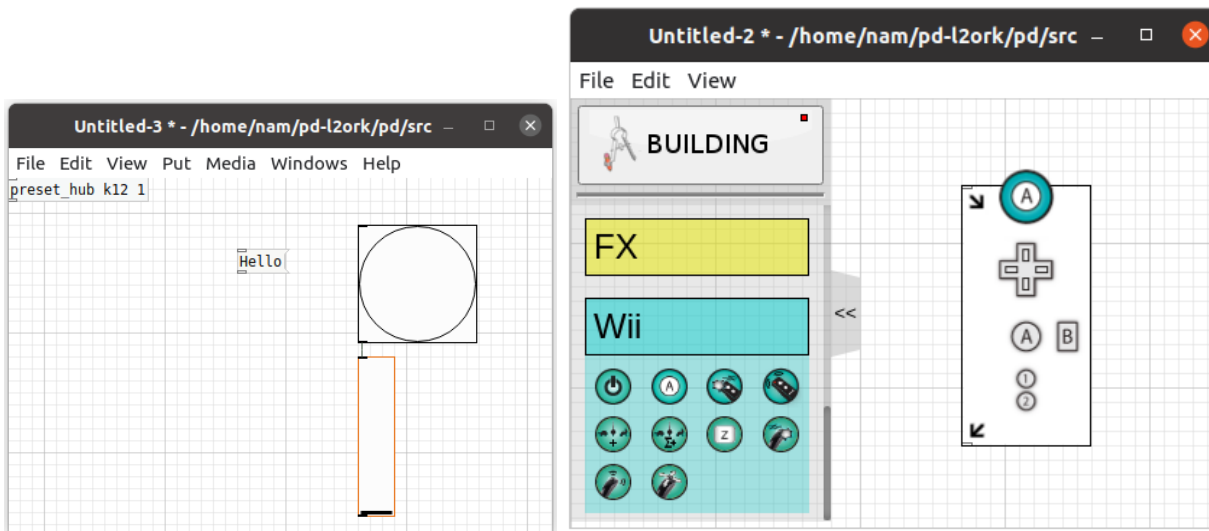 Untitled-3 * - /home/nam/pd-l2ork/pd/src
File Edit View Put Media Windows Help
preset_hub k12 1
Hello
Untitled-2 * - /home/nam/pd-l2ork/pd/src
File Edit View
BUILDING
FX
Wii
<<
A
Z
A
A B
1
2